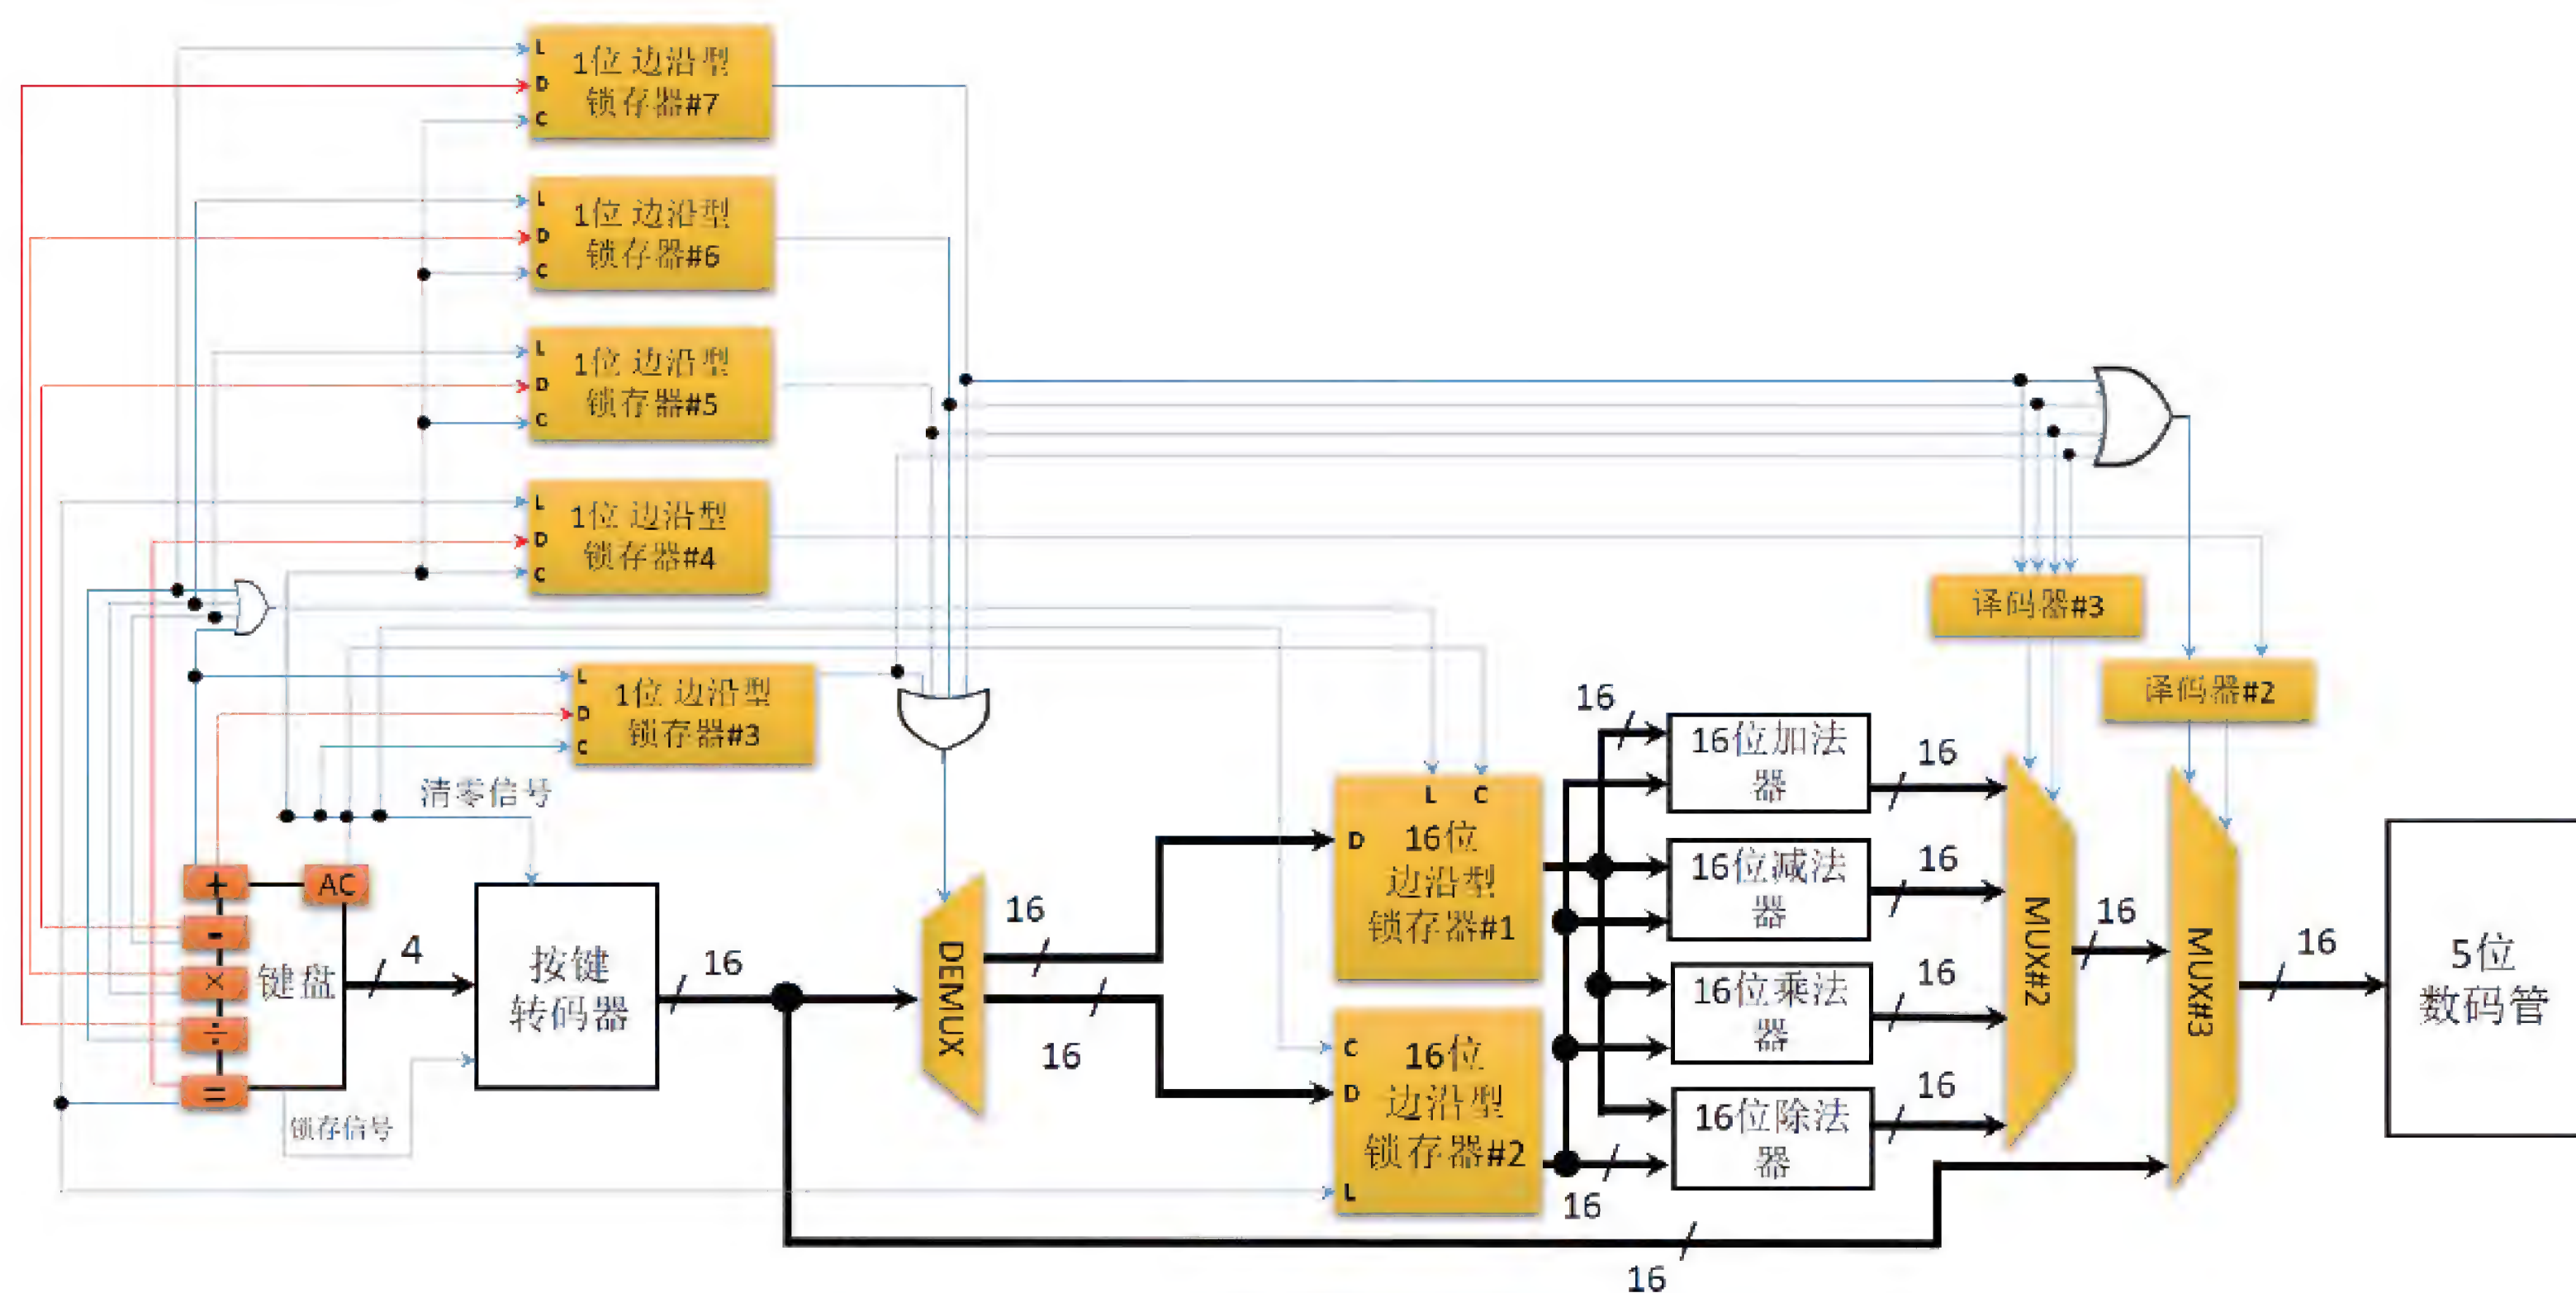 L
D
C
1位 边沿型
锁存器#7
L
D
C
1位 边沿型
锁存器#6
L
D
C
1位 边沿型
锁存器#5
L
D
C
1位 边沿型
锁存器#4
L
D
C
1位 边沿型
锁存器#3
译码器#3
译码器#2
清零信号
+
AC
-
×
键盘
÷
=
锁存信号
4
按键
转码器
16
DEMUX
16
16
L C
D
16位
边沿型
锁存器#1
C
D
L
16位
边沿型
锁存器#2
16
16
16位加法
器
16
16位减法
器
16
16位乘法
器
16
16位除法
器
16
MUX#2
16
MUX#3
16
5位
数码管
16